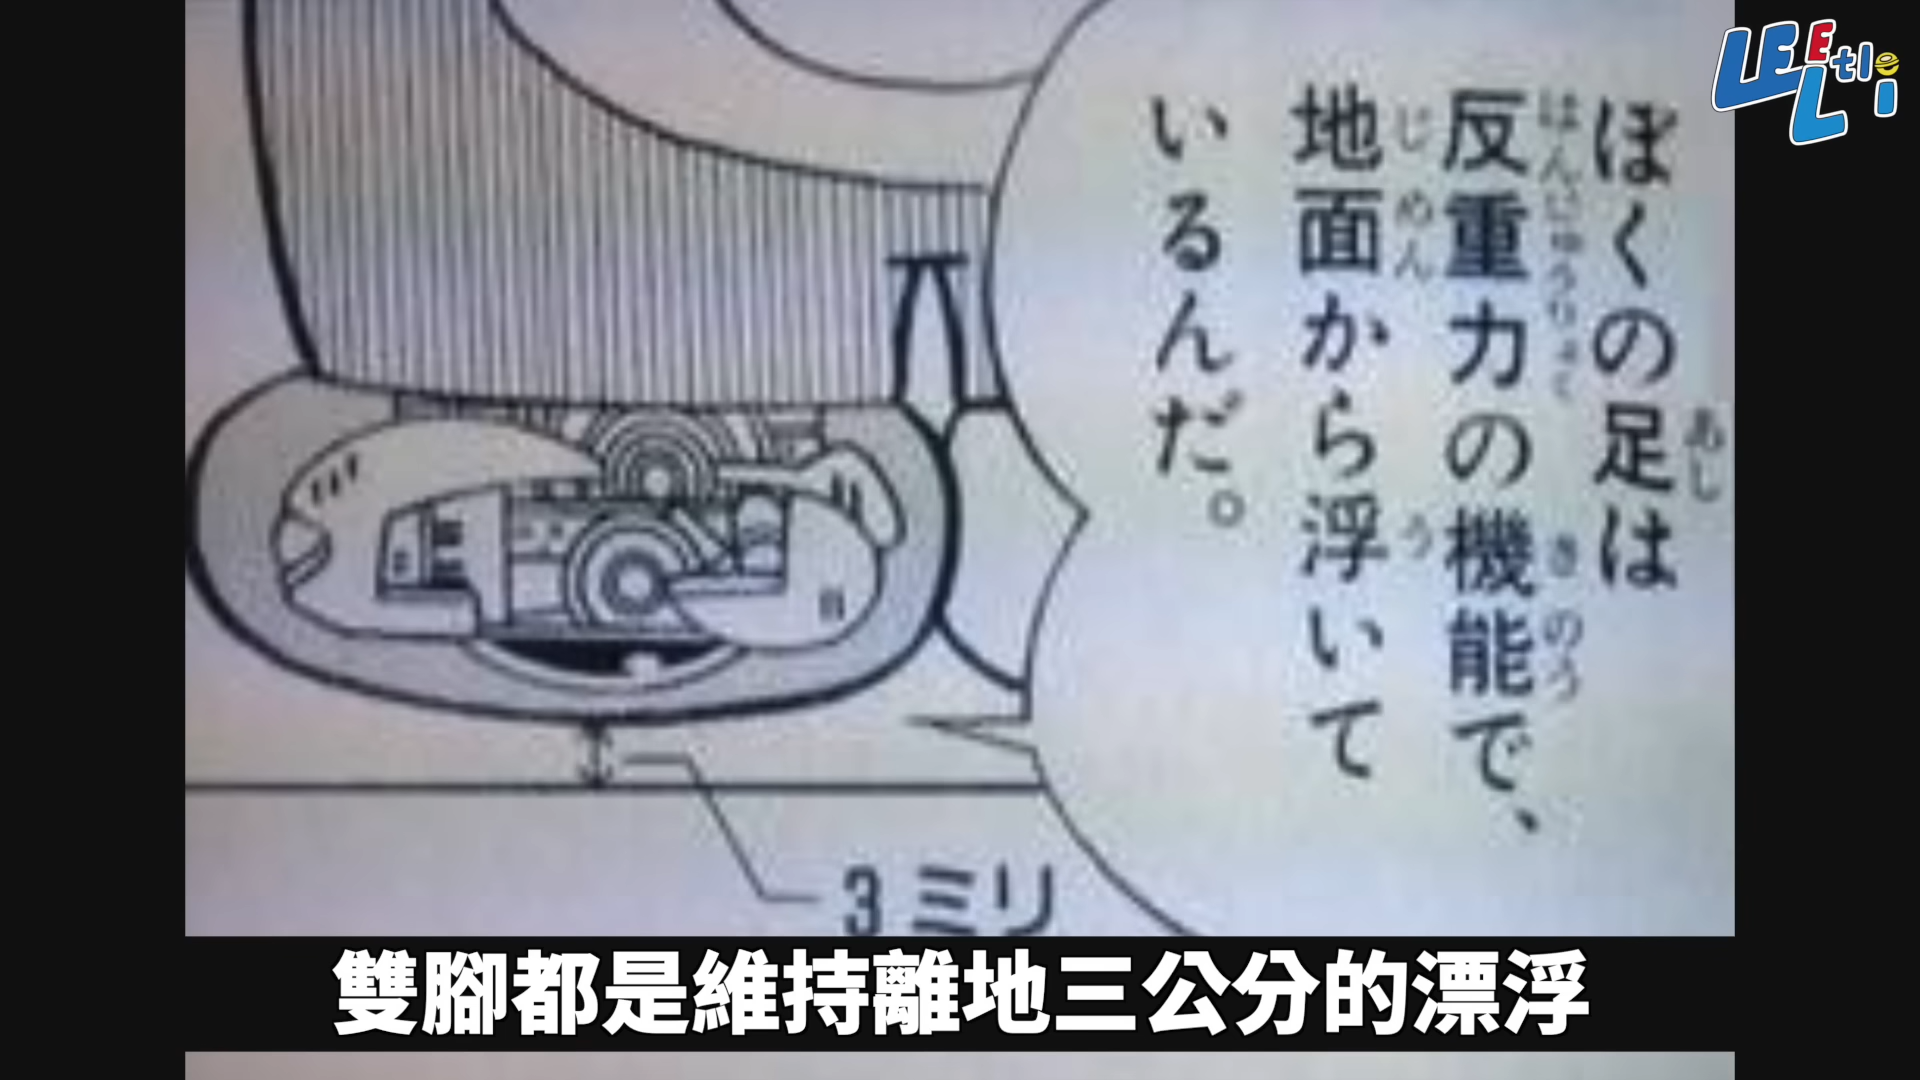 LEEtle Li
ぼくの足は
反重力の機能で、
地面から浮いて
いるんだ。
3ミリ
雙腳都是維持離地三公分的漂浮